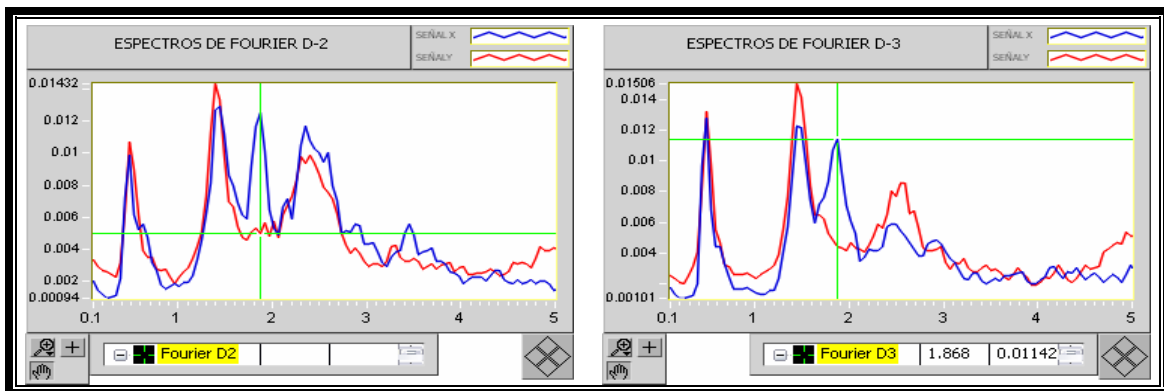 ESPECTROS DE FOURIER D-2
SEÑAL X
SEÑALY
0.01432
0.012
0.01
0.008
0.006
0.004
0.002
0.00094
0.1 1 2 3 4 5
Fourier D2
ESPECTROS DE FOURIER D-3
SEÑAL X
SEÑALY
0.01506
0.014
0.012
0.01
0.008
0.006
0.004
0.00101
0.1 1 2 3 4 5
Fourier D3 1.868 0.01142